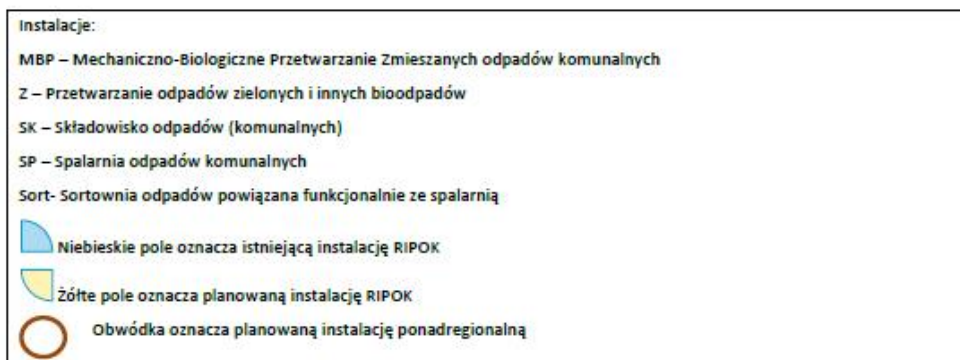 Instalacje:
MBP – Mechaniczno-Biologiczne Przetwarzanie Zmieszanych odpadów komunalnych
Z – Przetwarzanie odpadów zielonych i innych bioodpadów
SK – Składowisko odpadów (komunalnych)
SP – Spalarnia odpadów komunalnych
Sort- Sortownia odpadów powiązana funkcjonalnie ze spalarnią
Niebieskie pole oznacza istniejącą instalację RIPOK
Żółte pole oznacza planowaną instalację RIPOK
Obwódka oznacza planowaną instalację ponadregionalną